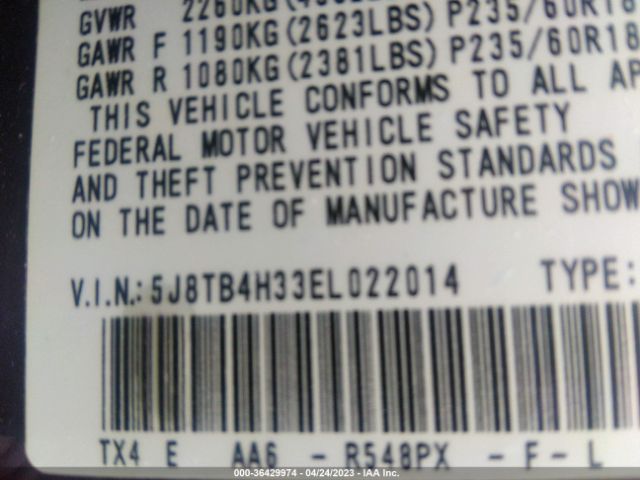 GVWR 2260KG
GAWR F 1190KG(2623LBS) P235/60R18
GAWR R 1080KG(2381LBS) P235/60R18
THIS VEHICLE CONFORMS TO ALL AP
FEDERAL MOTOR VEHICLE SAFETY
AND THEFT PREVENTION STANDARDS
ON THE DATE OF MANUFACTURE SHOW
V.I.N.: 5J8TB4H33EL022014 TYPE:
TX4 E AA6 - R548PX - F - L
000-36429974 - 04/24/2023 - IAA Inc.